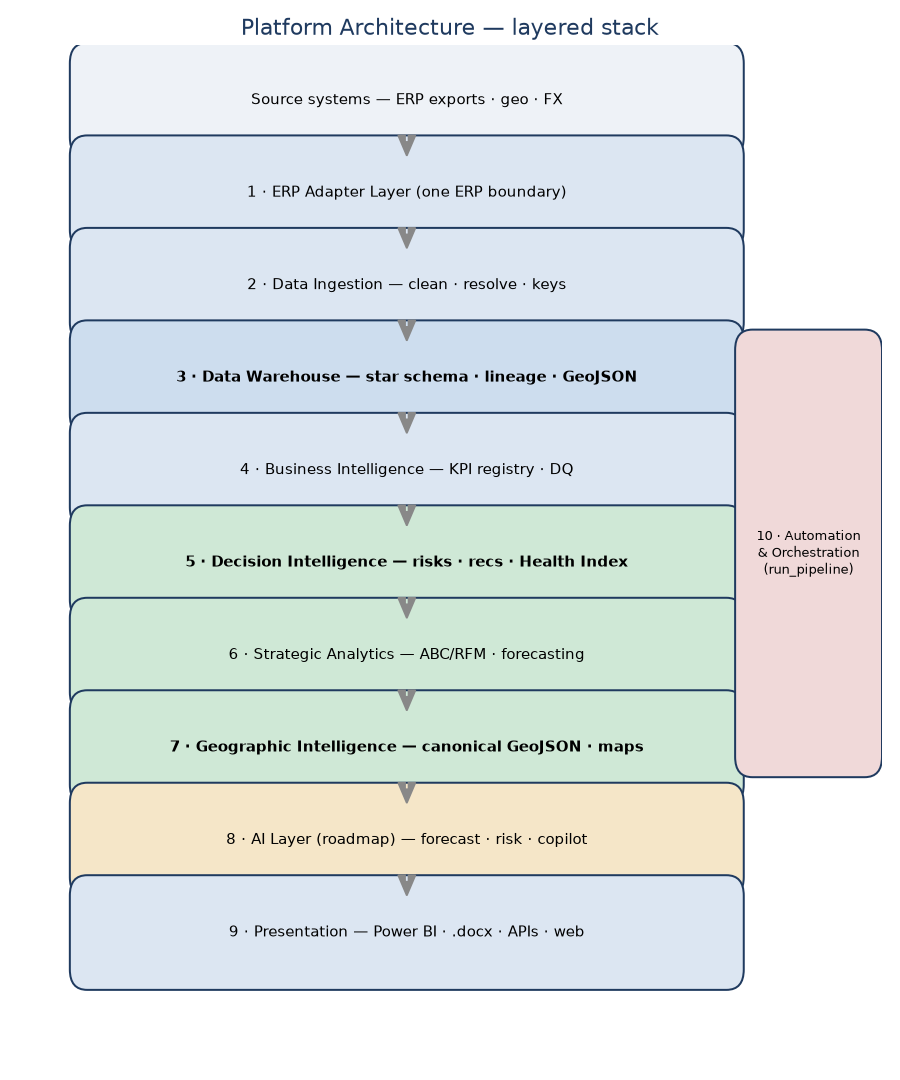 Platform Architecture — layered stack
Source systems — ERP exports · geo · FX
1 · ERP Adapter Layer (one ERP boundary)
2 · Data Ingestion — clean · resolve · keys
3 · Data Warehouse — star schema · lineage · GeoJSON
4 · Business Intelligence — KPI registry · DQ
5 · Decision Intelligence — risks · recs · Health Index
6 · Strategic Analytics — ABC/RFM · forecasting
7 · Geographic Intelligence — canonical GeoJSON · maps
8 · AI Layer (roadmap) — forecast · risk · copilot
9 · Presentation — Power BI · .docx · APIs · web
10 · Automation
& Orchestration
(run_pipeline)